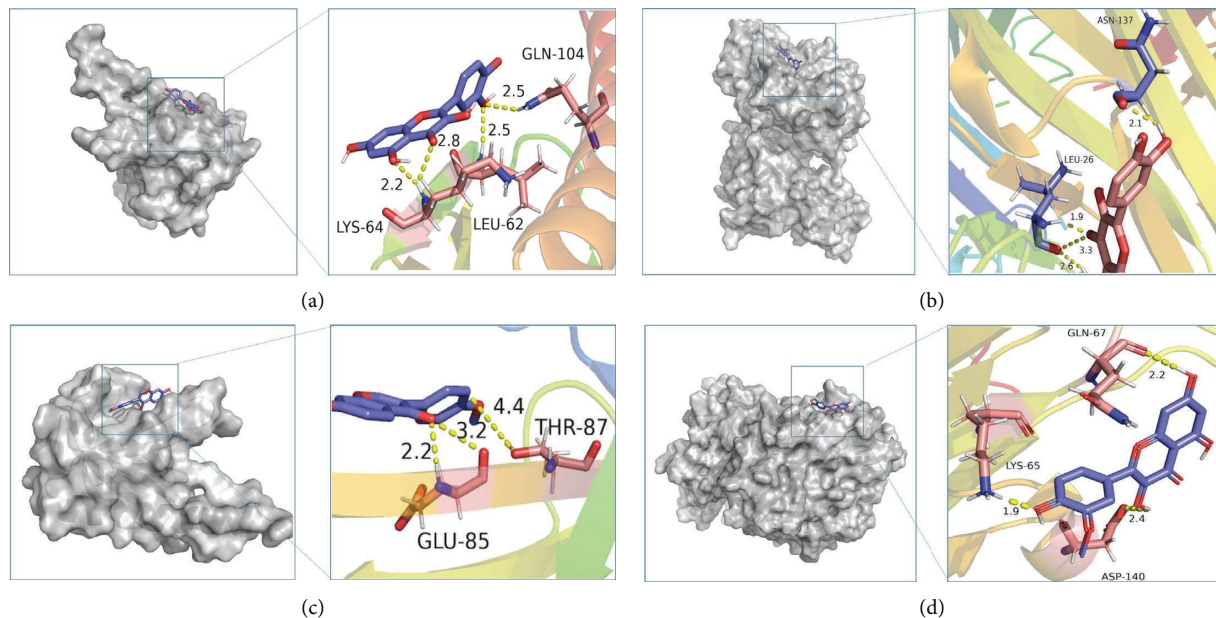 GLN-104
2.5
2.5
2.8
2.2
LYS-64
LEU-62
(a)
ASN-137
2.1
LEU-26
1.9
3.3
2.6
(b)
4.4
3.2
THR-87
2.2
GLU-85
(c)
GLN-67
2.2
LYS-65
1.9
2.4
ASP-140
(d)